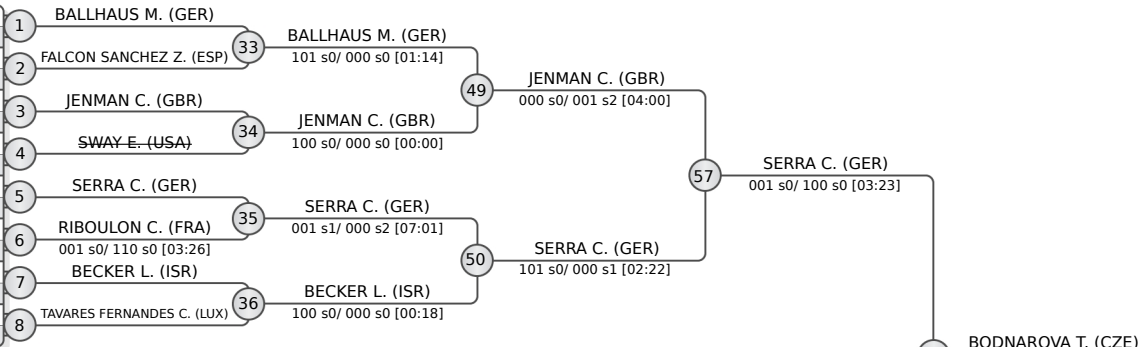 1
BALLHAUS M. (GER)
2
FALCON SANCHEZ Z. (ESP)
33
BALLHAUS M. (GER)
101 s0/ 000 s0 [01:14]
3
JENMAN C. (GBR)
4
SWAY E. (USA)
34
JENMAN C. (GBR)
100 s0/ 000 s0 [00:00]
49
JENMAN C. (GBR)
000 s0/ 001 s2 [04:00]
5
SERRA C. (GER)
6
RIBOULON C. (FRA)
001 s0/ 110 s0 [03:26]
35
SERRA C. (GER)
001 s1/ 000 s2 [07:01]
7
BECKER L. (ISR)
8
TAVARES FERNANDES C. (LUX)
36
BECKER L. (ISR)
100 s0/ 000 s0 [00:18]
50
SERRA C. (GER)
101 s0/ 000 s1 [02:22]
57
SERRA C. (GER)
001 s0/ 100 s0 [03:23]
BODNAROVA T. (CZE)